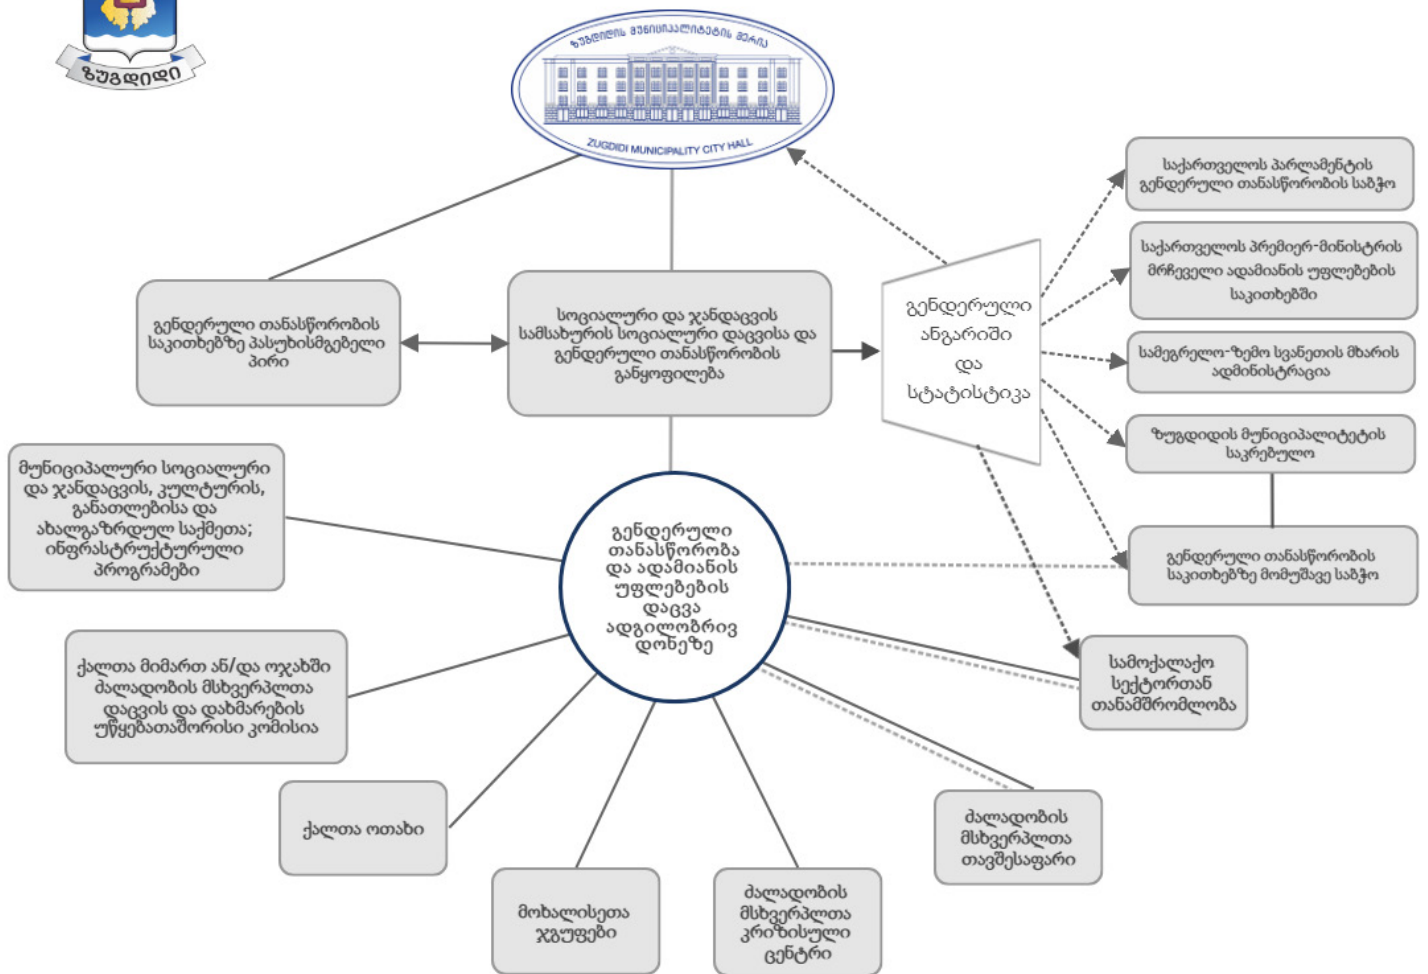 ზუგდიდი
ზუგდიდის მუნიციპალიტეტის მერია
ZUGDIDI MUNICIPALITY CITY HALL
საქართველოს პარლამენტის
გენდერული თანასწორობის საბჭო
საქართველოს პრემიერ-მინისტრის
მრჩეველი ადამიანის უფლებების
საკითხებში
სამეგრელო-ზემო სვანეთის მხარის
ადმინისტრაცია
ზუგდიდის მუნიციპალიტეტის
საკრებულო
გენდერული თანასწორობის
საკითხებზე მომუშავე საბჭო
გენდერული თანასწორობის
საკითხებზე პასუხისმგებელი
პირი
სოციალური და ჯანდაცვის
სამსახურის სოციალური დაცვისა და
გენდერული თანასწორობის
განყოფილება
გენდერული
ანგარიში
და
სტატისტიკა
მუნიციპალური სოციალური
და ჯანდაცვის, კულტურის,
განათლებისა და
ახალგაზრდულ საქმეთა;
ინფრასტრუქტურული
პროგრამები
გენდერული
თანასწორობა
და ადამიანის
უფლებების
დაცვა
ადგილობრივ
დონეზე
ქალთა მიმართ ან/და ოჯახში
ძალადობის მსხვერპლთა
დაცვის და დახმარების
უწყებათაშორისი კომისია
სამოქალაქო
სექტორთან
თანამშრომლობა
ქალთა ოთახი
ძალადობის
მსხვერპლთა
თავშესაფარი
მოხალისეთა
ჯგუფები
ძალადობის
მსხვერპლთა
კრიზისული
ცენტრი